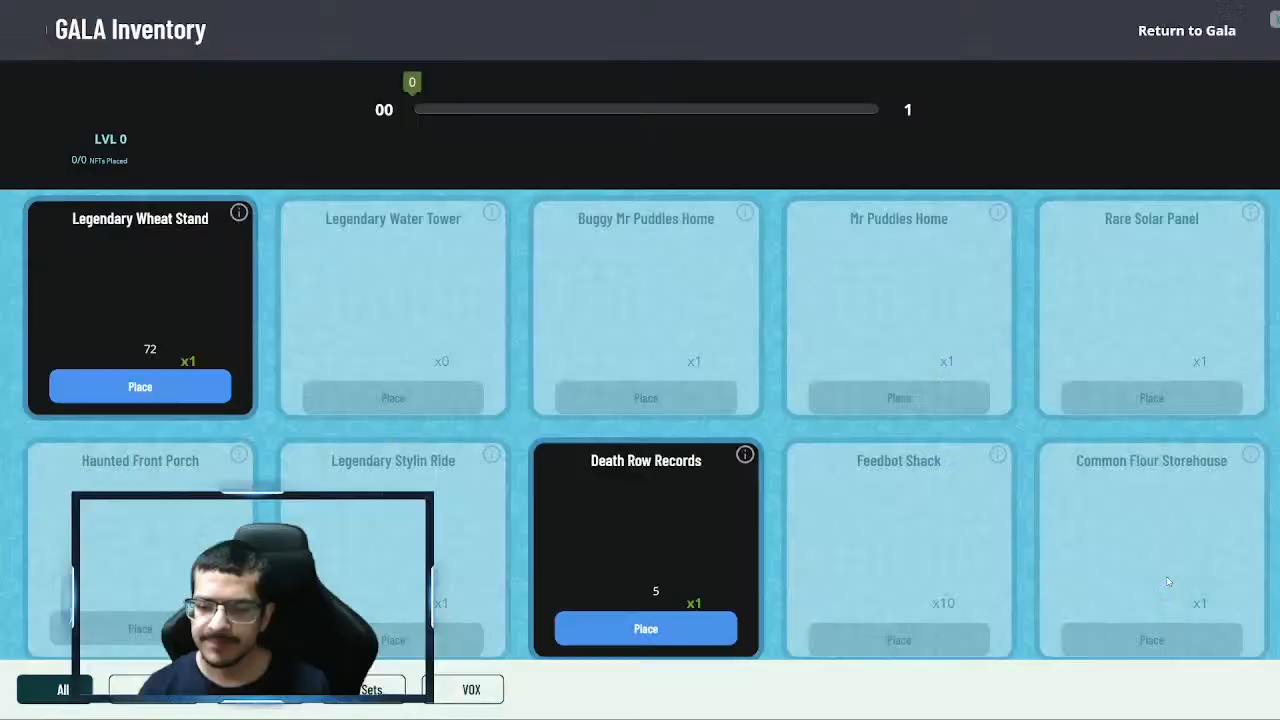 GALA Inventory
Return to Gala
0
00
1
LVL 0
0/0 NFTs Placed
Legendary Wheat Stand
Legendary Water Tower
Buggy Mr Puddles Home
Mr Puddles Home
Rare Solar Panel
72
x1
x0
x1
x1
x1
Place
Place
Place
Place
Place
Haunted Front Porch
Legendary Stylin Ride
Death Row Records
Feedbot Shack
Common Flour Storehouse
5
x1
x1
x10
x1
Place
Place
Place
Place
Place
All
Sets
VOX